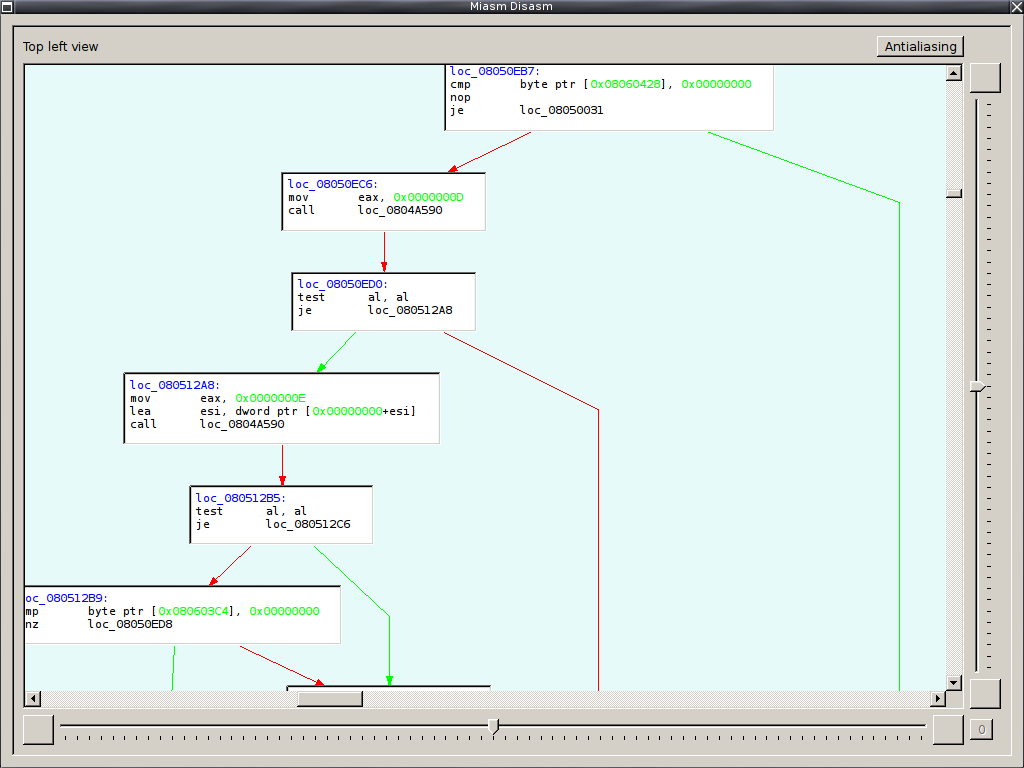 Miasm Disasm
Top left view
Antialiasing
loc_08050EB7:
cmp byte ptr [0x08060428], 0x00000000
nop
je loc_08050031
loc_08050EC6:
mov eax, 0x0000000D
call loc_0804A590
loc_08050ED0:
test al, al
je loc_080512A8
loc_080512A8:
mov eax, 0x0000000E
lea esi, dword ptr [0x00000000+esi]
call loc_0804A590
loc_080512B5:
test al, al
je loc_080512C6
oc_080512B9:
mp byte ptr [0x080603C4], 0x00000000
nz loc_08050ED8
0